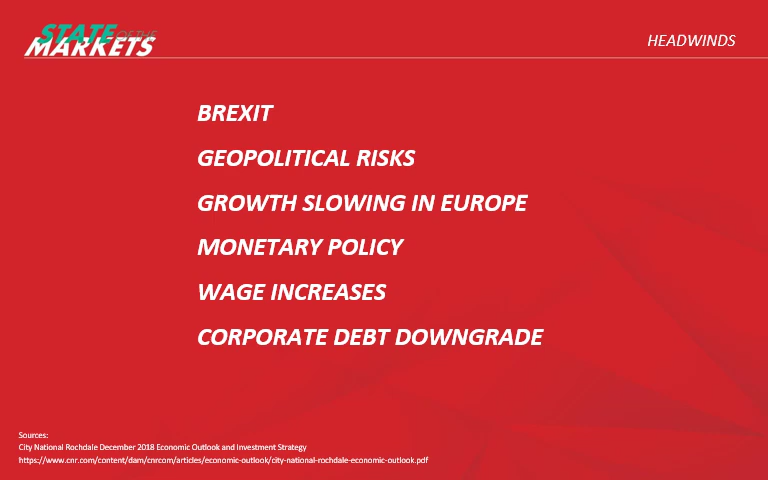 STATE OF THE
MARKETS
HEADWINDS
BREXIT
GEOPOLITICAL RISKS
GROWTH SLOWING IN EUROPE
MONETARY POLICY
WAGE INCREASES
CORPORATE DEBT DOWNGRADE
Sources:
City National Rochdale December 2018 Economic Outlook and Investment Strategy
https://www.cnr.com/content/dam/cnrcom/articles/economic-outlook/city-national-rochdale-economic-outlook.pdf